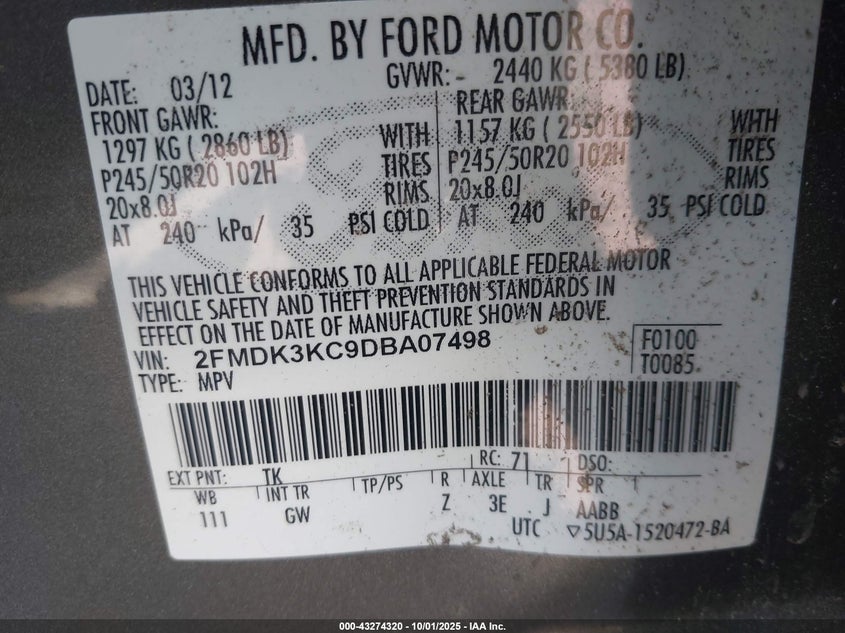 MFD. BY FORD MOTOR CO.
DATE: 03/12
GVWR: - 2440 KG ( 5380 LB)
FRONT GAWR:
1297 KG ( 2860 LB)
P245/50R20 102H
20x8.0J
AT 240 kPa/ 35 PSI COLD
WITH
TIRES
RIMS
REAR GAWR:
1157 KG ( 2550 LB)
P245/50R20 102H
20x8.0J
AT 240 kPa/ 35 PSI COLD
WITH
TIRES
RIMS
THIS VEHICLE CONFORMS TO ALL APPLICABLE FEDERAL MOTOR
VEHICLE SAFETY AND THEFT PREVENTION STANDARDS IN
EFFECT ON THE DATE OF MANUFACTURE SHOWN ABOVE.
VIN: 2FMDK3KC9DBA07498
TYPE: MPV
F0100
T0085
EXT PNT: TK RC: 71 DSO:
WB INT TR TP/PS R AXLE TR SPR
111 GW Z 3E J AABB
UTC ▽5U5A-1520472-BA
000-43274320 - 10/01/2025 - IAA Inc.